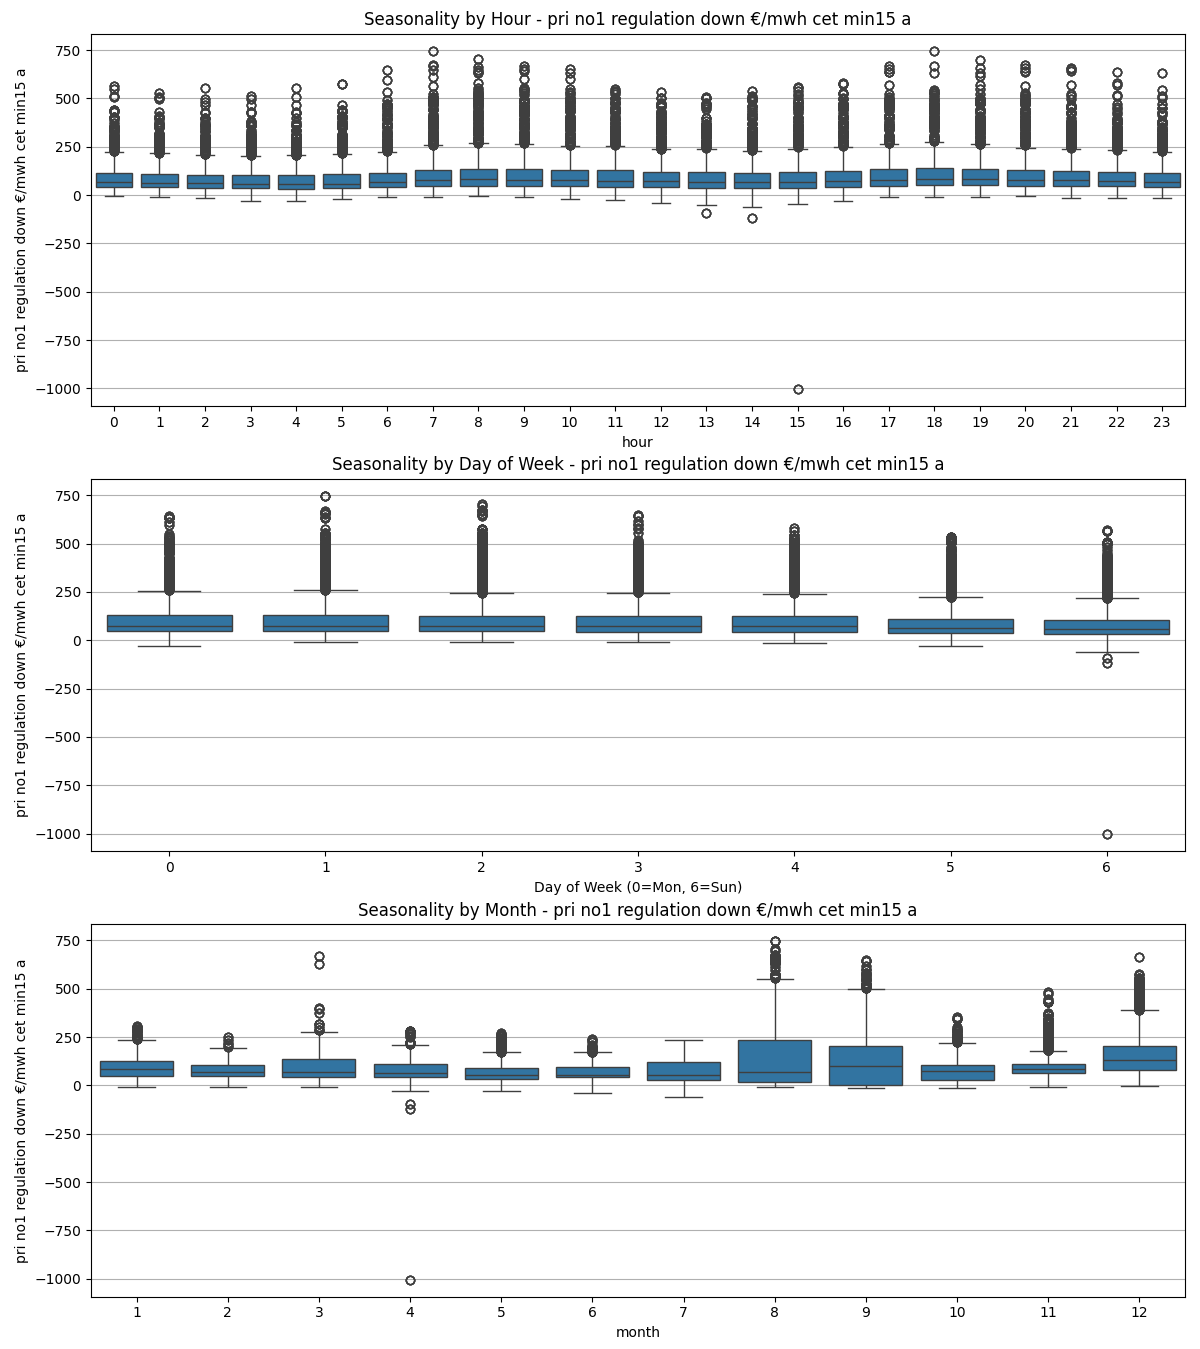 Seasonality by Hour - pri no1 regulation down €/mwh cet min15 a
pri no1 regulation down €/mwh cet min15 a
750
500
250
0
−250
−500
−750
−1000
0 1 2 3 4 5 6 7 8 9 10 11 12 13 14 15 16 17 18 19 20 21 22 23
hour
Seasonality by Day of Week - pri no1 regulation down €/mwh cet min15 a
pri no1 regulation down €/mwh cet min15 a
750
500
250
0
−250
−500
−750
−1000
0 1 2 3 4 5 6
Day of Week (0=Mon, 6=Sun)
Seasonality by Month - pri no1 regulation down €/mwh cet min15 a
pri no1 regulation down €/mwh cet min15 a
750
500
250
0
−250
−500
−750
−1000
1 2 3 4 5 6 7 8 9 10 11 12
month